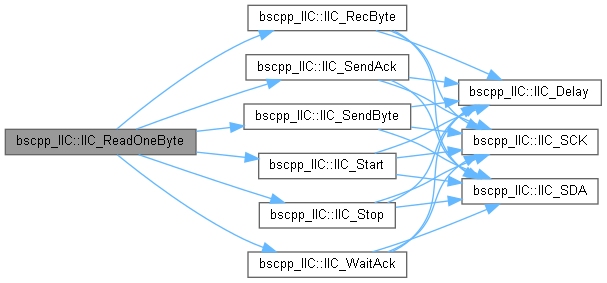 bscpp_IIC::IIC_ReadOneByte
bscpp_IIC::IIC_RecByte
bscpp_IIC::IIC_SendAck
bscpp_IIC::IIC_SendByte
bscpp_IIC::IIC_Start
bscpp_IIC::IIC_Stop
bscpp_IIC::IIC_WaitAck
bscpp_IIC::IIC_Delay
bscpp_IIC::IIC_SCK
bscpp_IIC::IIC_SDA